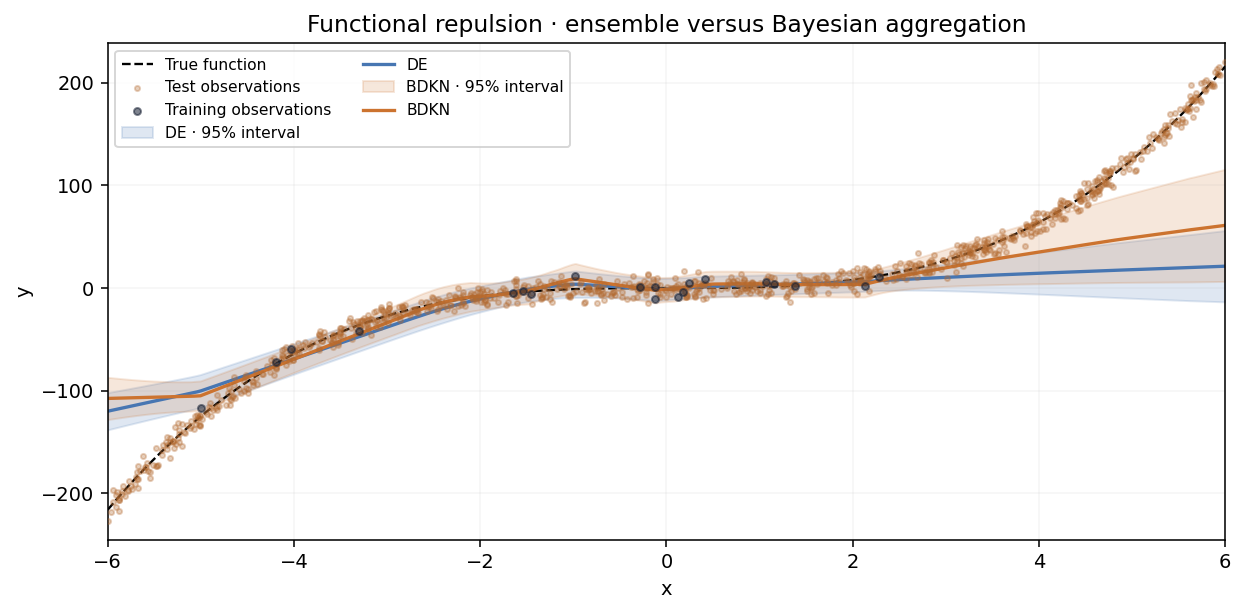 Functional repulsion · ensemble versus Bayesian aggregation
True function
Test observations
Training observations
DE · 95% interval
DE
BDKN · 95% interval
BDKN
200
100
0
−100
−200
y
−6
−4
−2
0
2
4
6
x